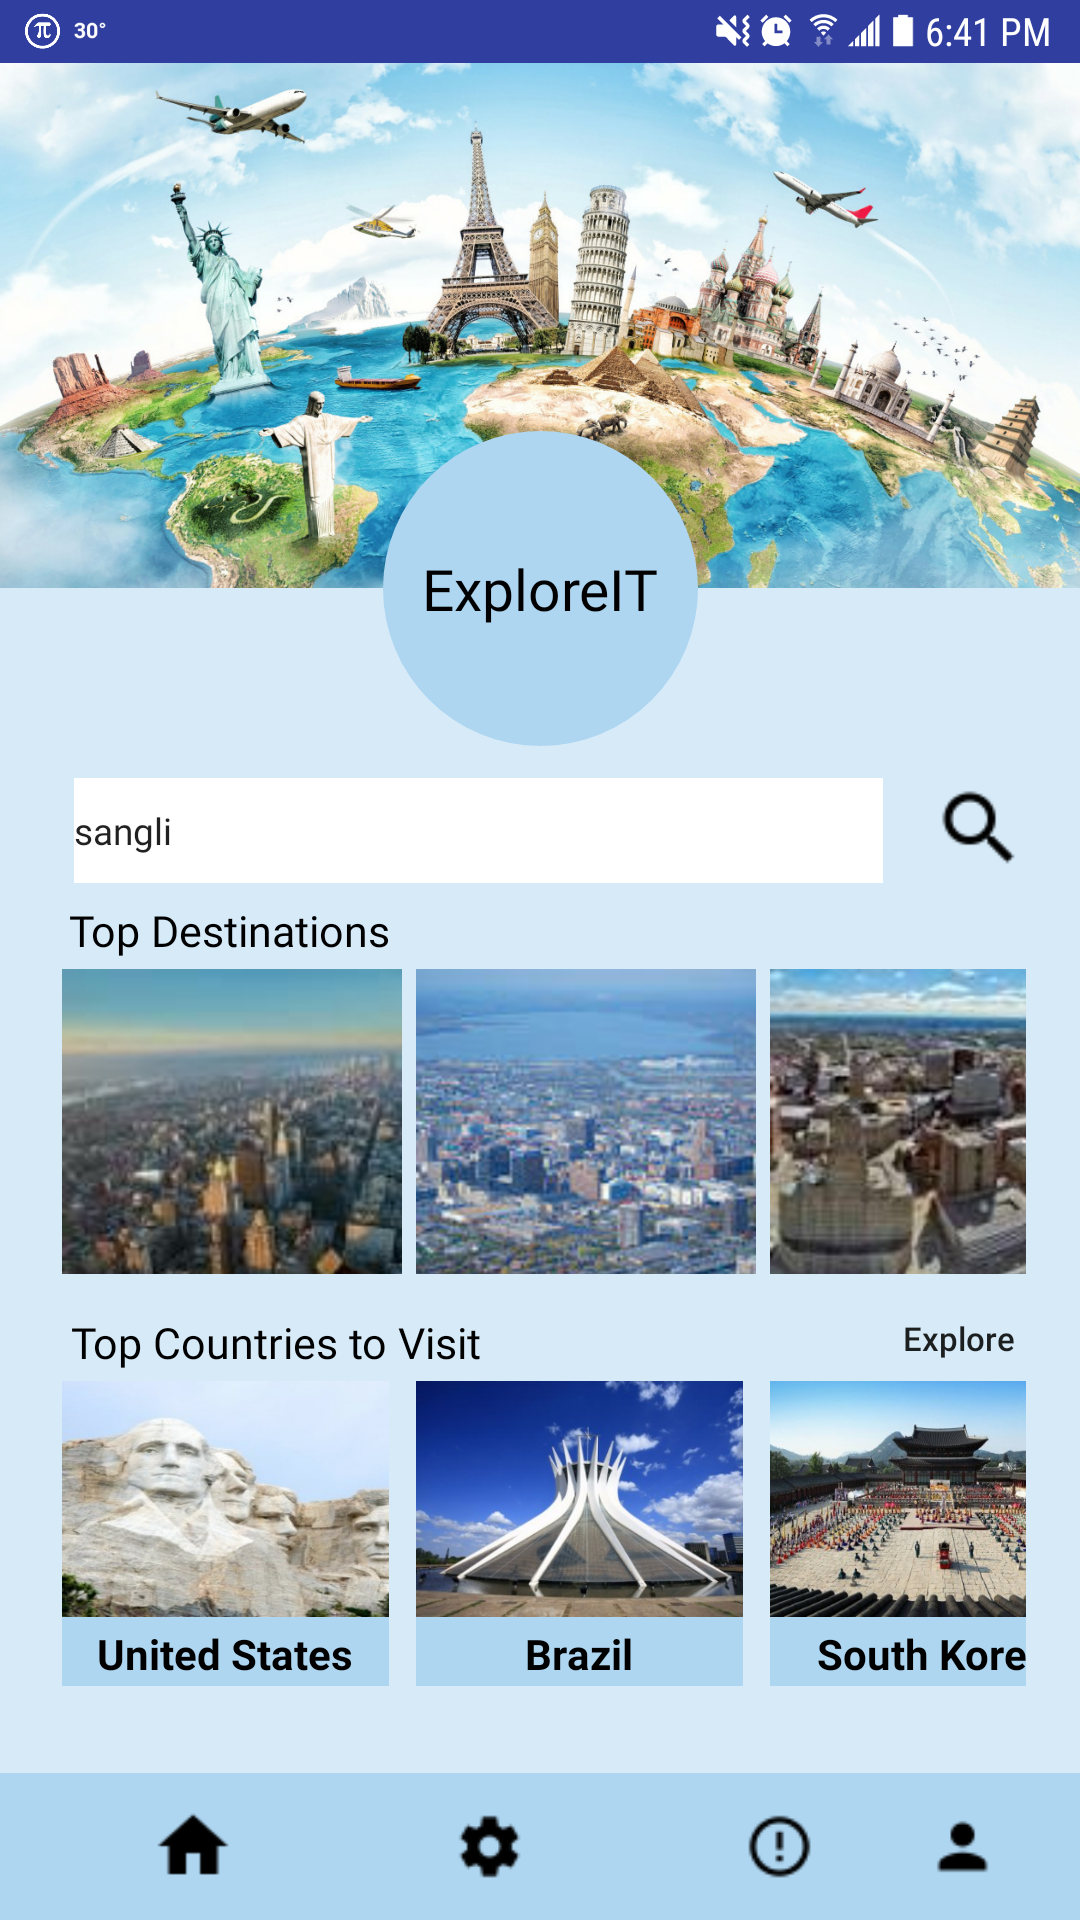 30°
6:41 PM
ExploreIT
sangli
Top Destinations
Top Countries to Visit
Explore
United States
Brazil
South Kore